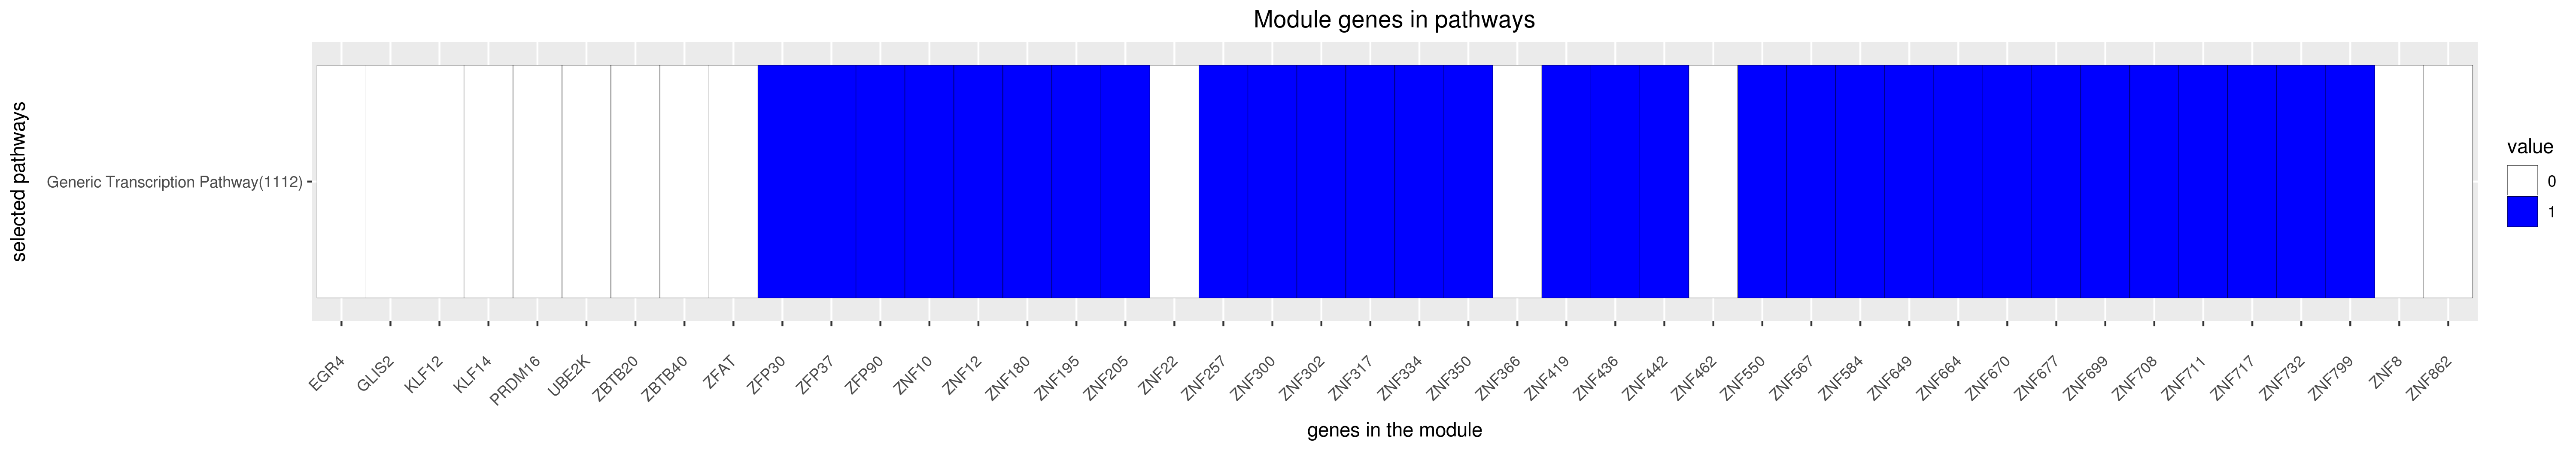 Module genes in pathways
selected pathways
Generic Transcription Pathway(1112)
value
0
1
EGR4
GLIS2
KLF12
KLF14
PRDM16
UBE2K
ZBTB20
ZBTB40
ZFAT
ZFP30
ZFP37
ZFP90
ZNF10
ZNF12
ZNF180
ZNF195
ZNF205
ZNF22
ZNF257
ZNF300
ZNF302
ZNF317
ZNF334
ZNF350
ZNF366
ZNF419
ZNF436
ZNF442
ZNF462
ZNF550
ZNF567
ZNF584
ZNF649
ZNF664
ZNF670
ZNF677
ZNF699
ZNF708
ZNF711
ZNF717
ZNF732
ZNF799
ZNF8
ZNF862
genes in the module